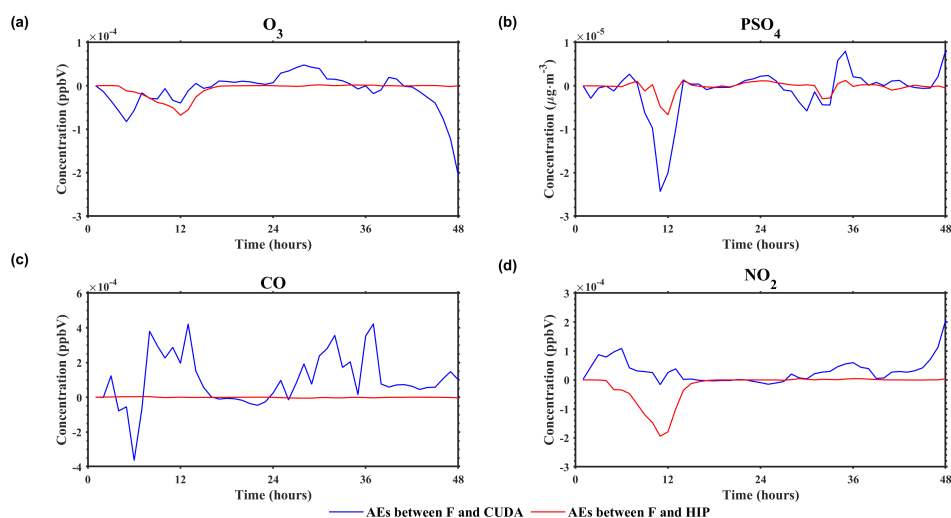 (a)
O3
×10-4
1
0
-1
-2
-3
Concentration (ppbV)
0 12 24 36 48
Time (hours)
(b)
PSO4
×10-5
1
0
-1
-2
-3
Concentration (μg·m-3)
0 12 24 36 48
Time (hours)
(c)
CO
×10-4
6
4
2
0
-2
-4
Concentration (ppbV)
0 12 24 36 48
Time (hours)
(d)
NO2
×10-4
3
2
1
0
-1
-2
-3
Concentration (ppbV)
0 12 24 36 48
Time (hours)
AEs between F and CUDA AEs between F and HIP